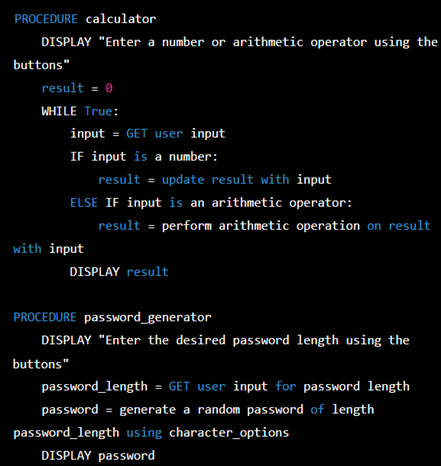 PROCEDURE calculator
DISPLAY "Enter a number or arithmetic operator using the
buttons"
result = 0
WHILE True:
input = GET user input
IF input is a number:
result = update result with input
ELSE IF input is an arithmetic operator:
result = perform arithmetic operation on result
with input
DISPLAY result
PROCEDURE password_generator
DISPLAY "Enter the desired password length using the
buttons"
password_length = GET user input for password length
password = generate a random password of length
password_length using character_options
DISPLAY password